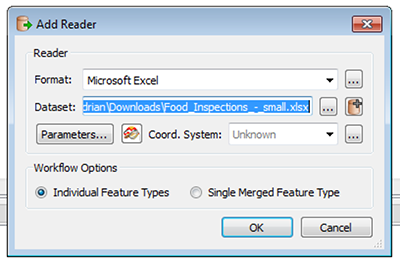 Add Reader
Reader
Format: Microsoft Excel ...
Dataset: drian\Downloads\Food_Inspections_-_small.xlsx ...
Parameters... Coord. System: Unknown ...
Workflow Options
Individual Feature Types Single Merged Feature Type
OK Cancel